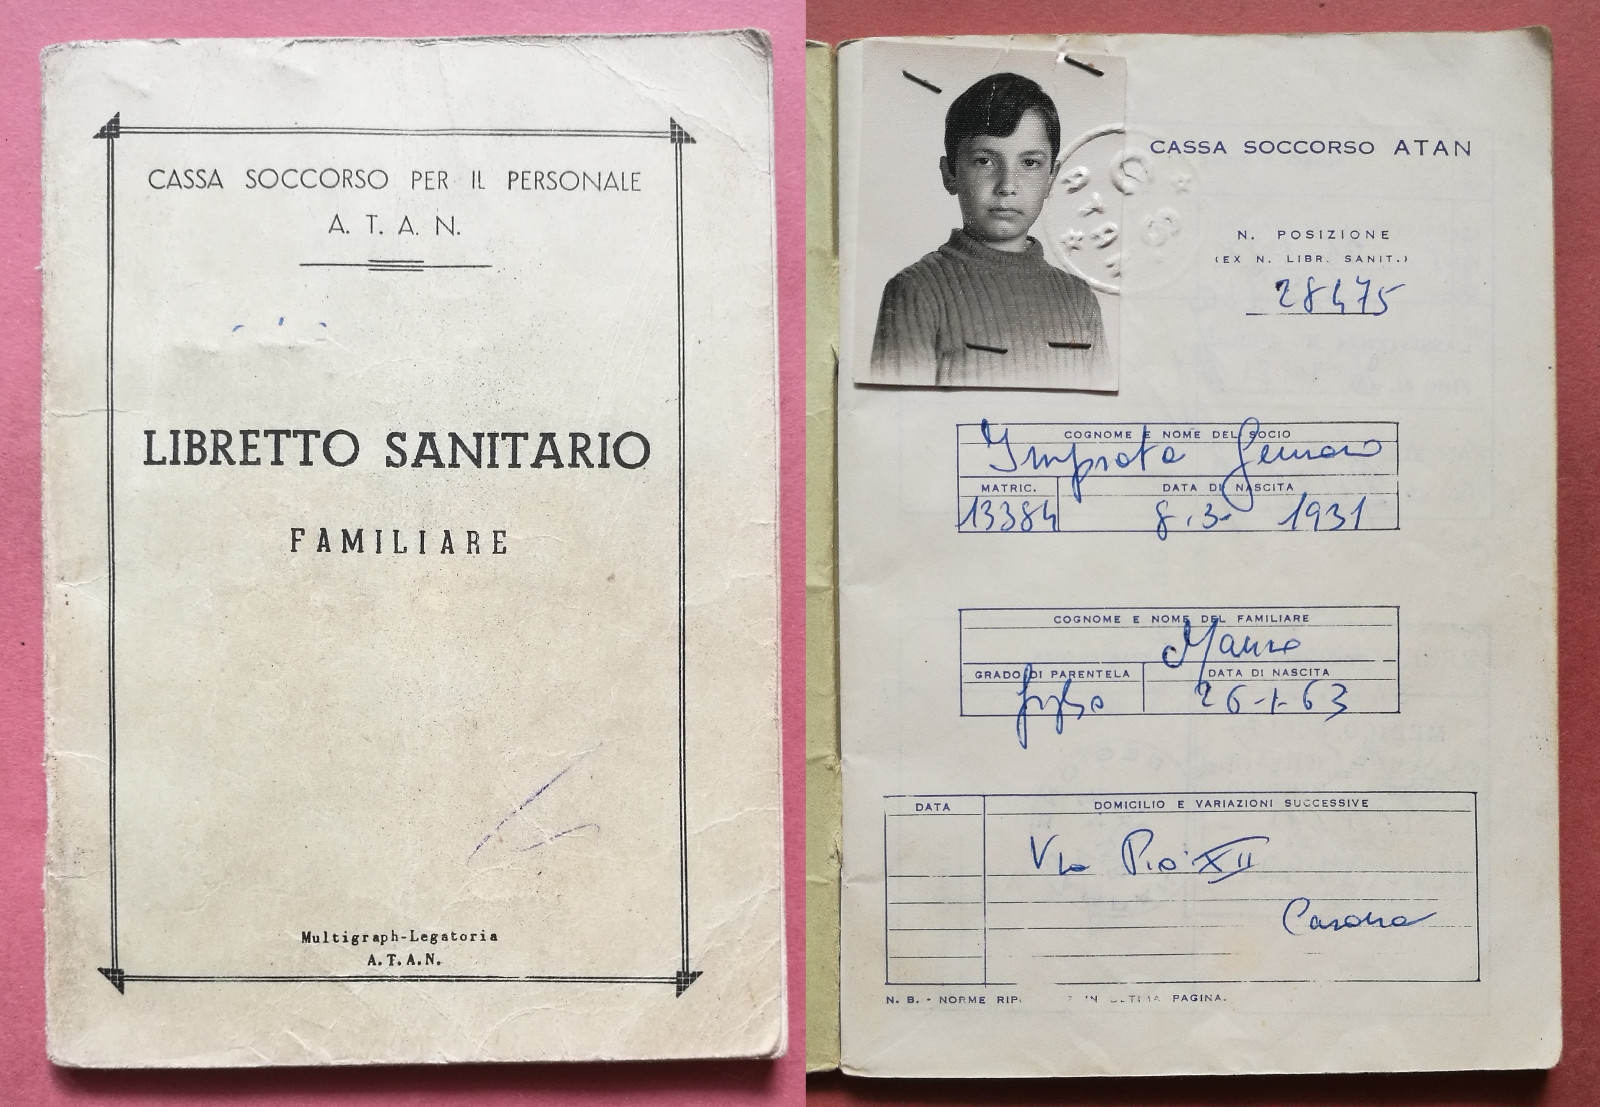 CASSA SOCCORSO PER IL PERSONALE
A. T. A. N.
LIBRETTO SANITARIO
FAMILIARE
Multigraph-Legatoria
A.T.A.N.
CASSA SOCCORSO ATAN
N. POSIZIONE
(EX N. LIBR. SANIT.)
28475
COGNOME E NOME DEL SOCIO
Improta Gennaro
MATRIC. DATA DI NASCITA
13384 8.3. 1931
COGNOME E NOME DEL FAMILIARE
Mauro
GRADO DI PARENTELA DATA DI NASCITA
figlio 26-1-63
DATA DOMICILIO E VARIAZIONI SUCCESSIVE
Via Pio XII
Casoria
N. B. - NORME IN ULTIMA PAGINA.